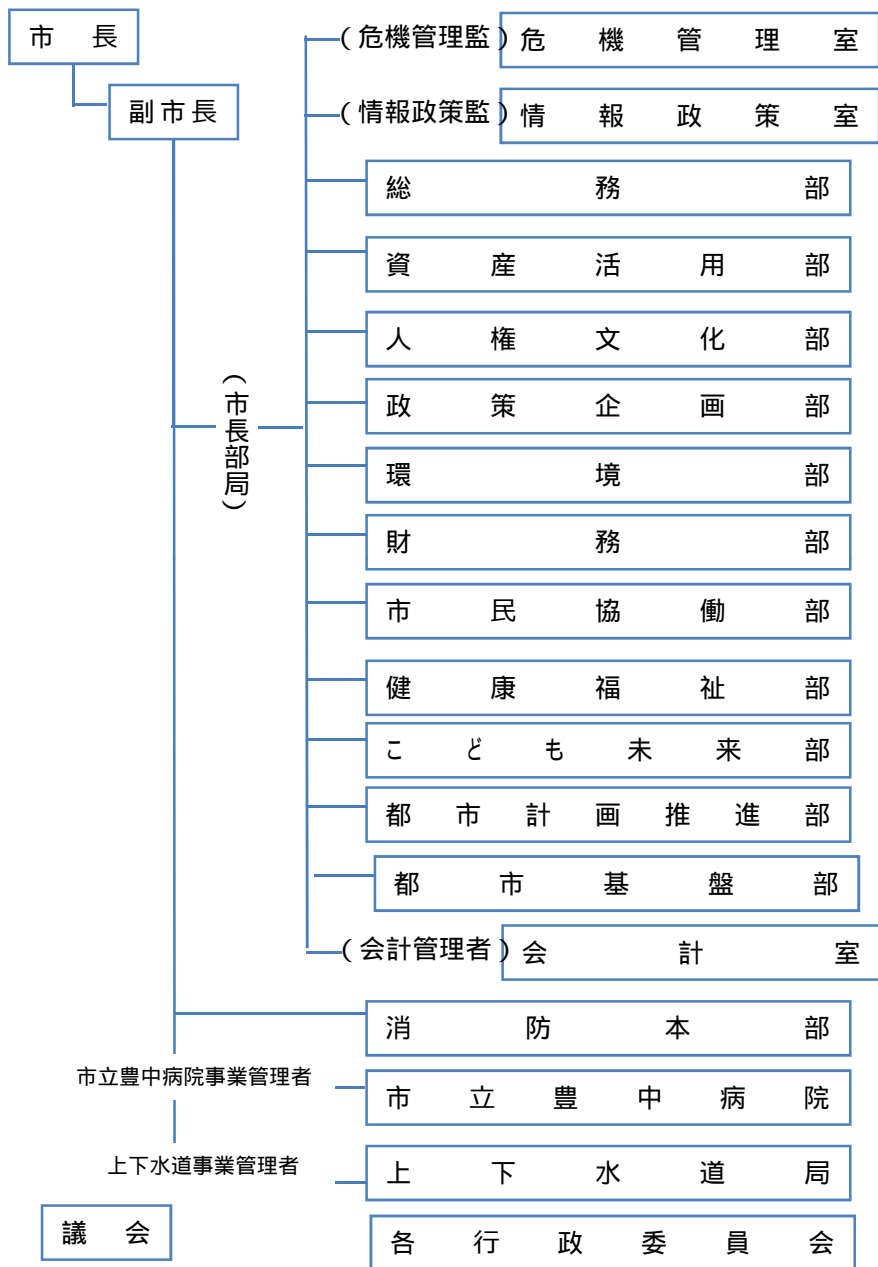 市長
(危機管理監)危機管理室
副市長
(情報政策監)情報政策室
総務部
資産活用部
人権文化部
(市長部局)
政策企画部
環境部
財務部
市民協働部
健康福祉部
こども未来部
都市計画推進部
都市基盤部
(会計管理者)会計室
消防本部
市立豊中病院事業管理者
市立豊中病院
上下水道事業管理者
上下水道局
議会
各行政委員会